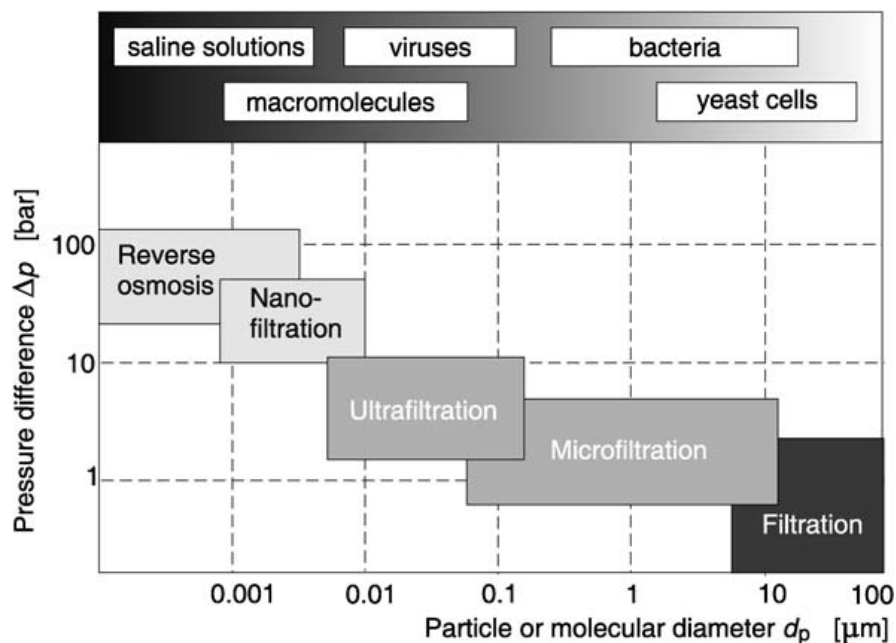 saline solutions viruses bacteria
macromolecules yeast cells
Pressure difference Δp [bar]
100
10
1
Reverse
osmosis
Nano-
filtration
Ultrafiltration
Microfiltration
Filtration
0.001 0.01 0.1 1 10 100
Particle or molecular diameter dₚ [µm]